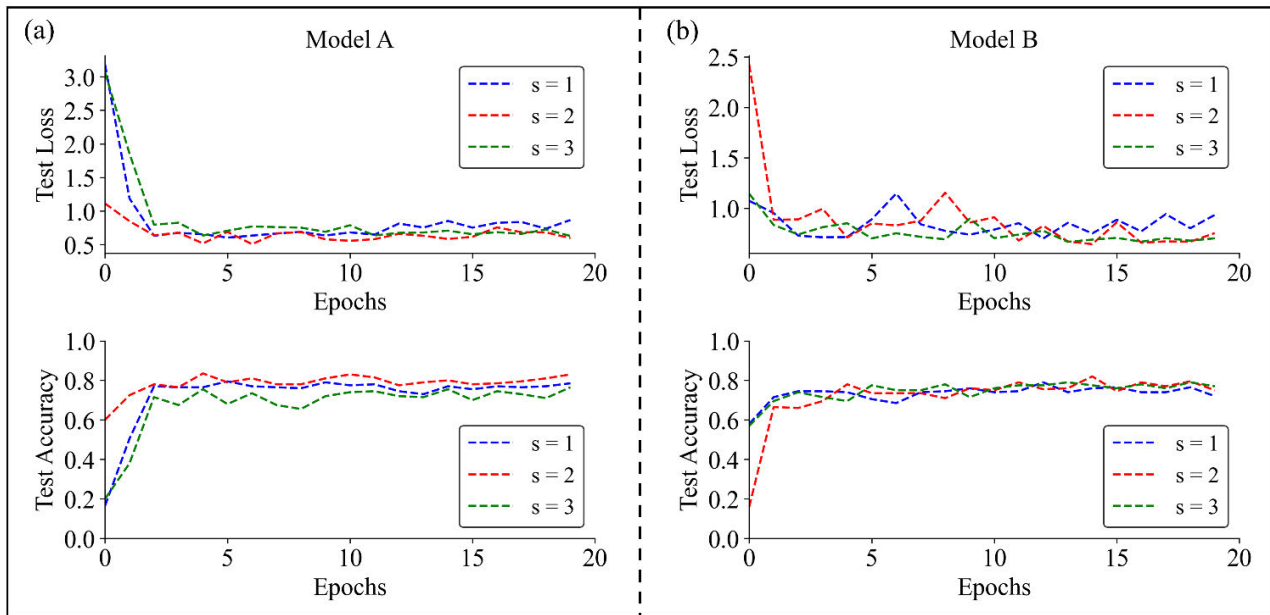 (a)
Model A
3.0
2.5
2.0
1.5
1.0
0.5
Test Loss
s = 1
s = 2
s = 3
0 5 10 15 20
Epochs
1.0
0.8
0.6
0.4
0.2
0.0
Test Accuracy
s = 1
s = 2
s = 3
0 5 10 15 20
Epochs
(b)
Model B
2.5
2.0
1.5
1.0
Test Loss
s = 1
s = 2
s = 3
0 5 10 15 20
Epochs
1.0
0.8
0.6
0.4
0.2
0.0
Test Accuracy
s = 1
s = 2
s = 3
0 5 10 15 20
Epochs